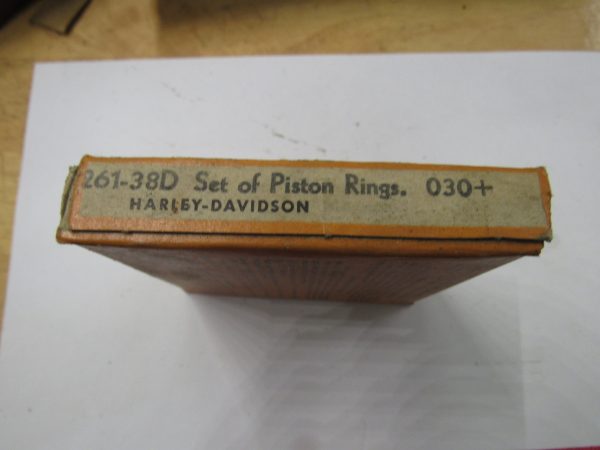 261-38D Set of Piston Rings. 030+
HARLEY-DAVIDSON